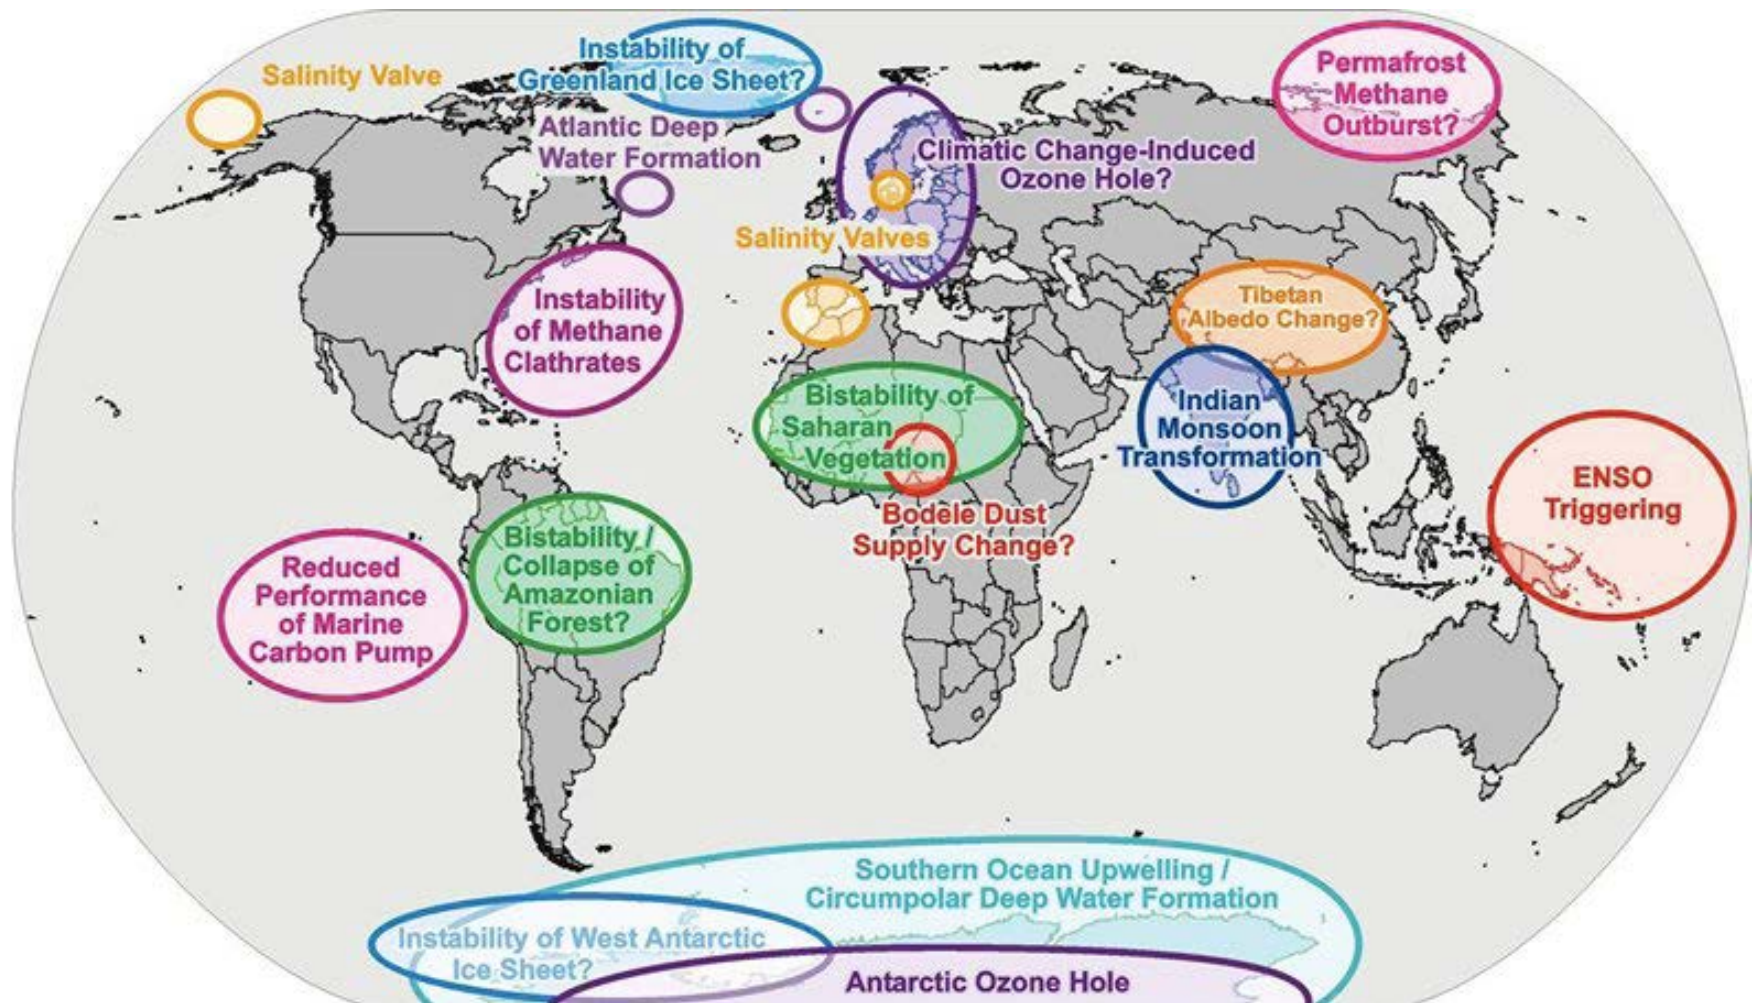 Salinity Valve
Instability of
Greenland Ice Sheet?
Atlantic Deep
Water Formation
Permafrost
Methane
Outburst?
Climatic Change-Induced
Ozone Hole?
Salinity Valves
Instability
of Methane
Clathrates
Tibetan
Albedo Change?
Bistability of
Saharan
Vegetation
Indian
Monsoon
Transformation
ENSO
Triggering
Bodele Dust
Supply Change?
Reduced
Performance
of Marine
Carbon Pump
Bistability /
Collapse of
Amazonian
Forest?
Southern Ocean Upwelling /
Circumpolar Deep Water Formation
Instability of West Antarctic
Ice Sheet?
Antarctic Ozone Hole